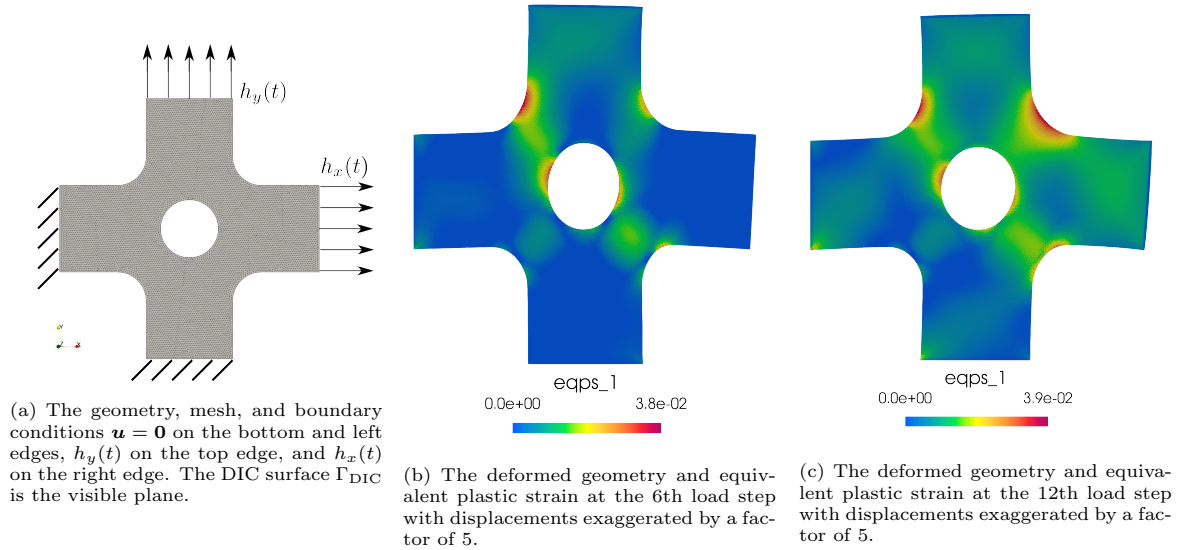 h_y(t)
h_x(t)
Y
Z
X
(a) The geometry, mesh, and boundary
conditions u = 0 on the bottom and left
edges, h_y(t) on the top edge, and h_x(t)
on the right edge. The DIC surface Γ_DIC
is the visible plane.
eqps_1
0.0e+00 3.8e-02
(b) The deformed geometry and equiv-
alent plastic strain at the 6th load step
with displacements exaggerated by a fac-
tor of 5.
eqps_1
0.0e+00 3.9e-02
(c) The deformed geometry and equiva-
lent plastic strain at the 12th load step
with displacements exaggerated by a
factor of 5.